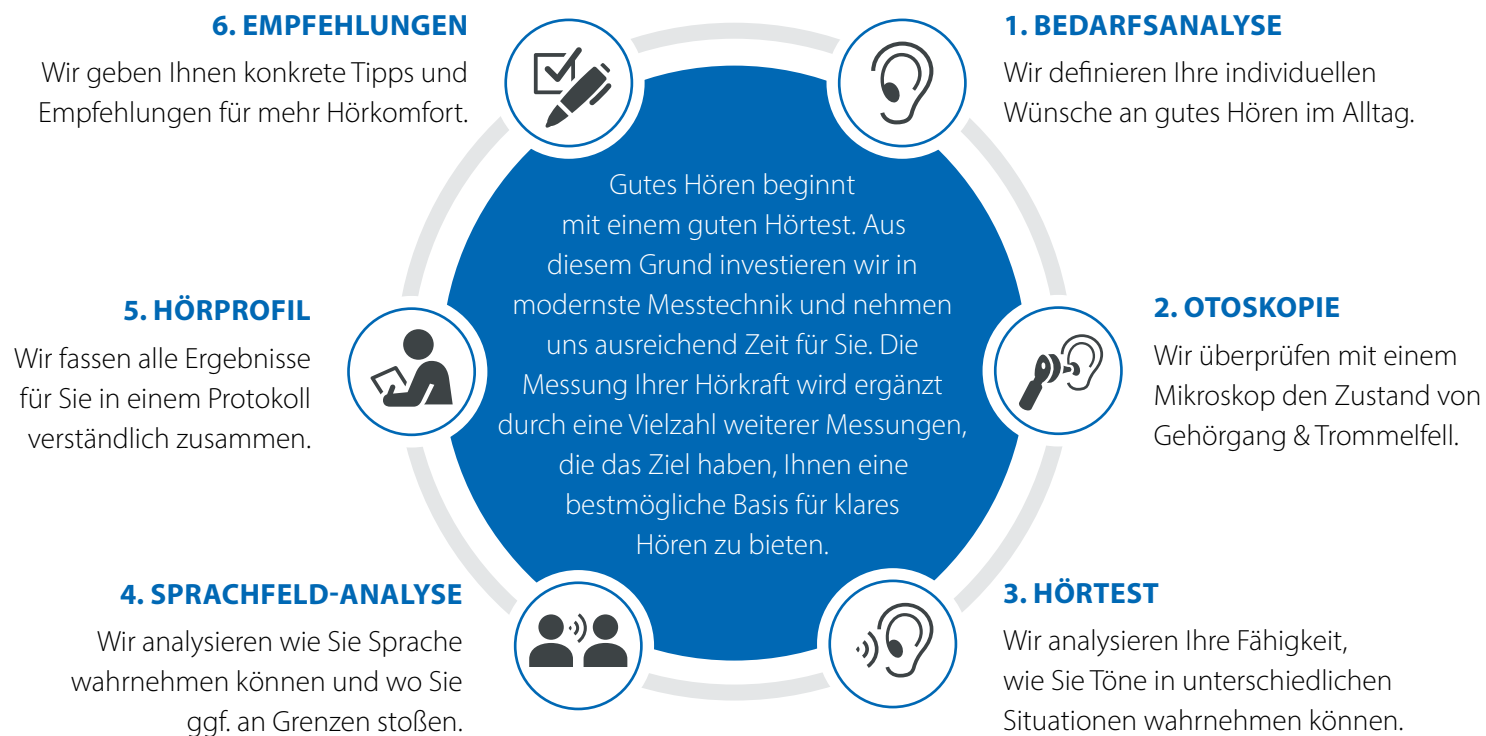 1. BEDARFSANALYSE
Wir definieren Ihre individuellen
Wünsche an gutes Hören im Alltag.
2. OTOSKOPIE
Wir überprüfen mit einem
Mikroskop den Zustand von
Gehörgang & Trommelfell.
3. HÖRTEST
Wir analysieren Ihre Fähigkeit,
wie Sie Töne in unterschiedlichen
Situationen wahrnehmen können.
4. SPRACHFELD-ANALYSE
Wir analysieren wie Sie Sprache
wahrnehmen können und wo Sie
ggf. an Grenzen stoßen.
5. HÖRPROFIL
Wir fassen alle Ergebnisse
für Sie in einem Protokoll
verständlich zusammen.
6. EMPFEHLUNGEN
Wir geben Ihnen konkrete Tipps und
Empfehlungen für mehr Hörkomfort.
Gutes Hören beginnt
mit einem guten Hörtest. Aus
diesem Grund investieren wir in
modernste Messtechnik und nehmen
uns ausreichend Zeit für Sie. Die
Messung Ihrer Hörkraft wird ergänzt
durch eine Vielzahl weiterer Messungen,
die das Ziel haben, Ihnen eine
bestmögliche Basis für klares
Hören zu bieten.